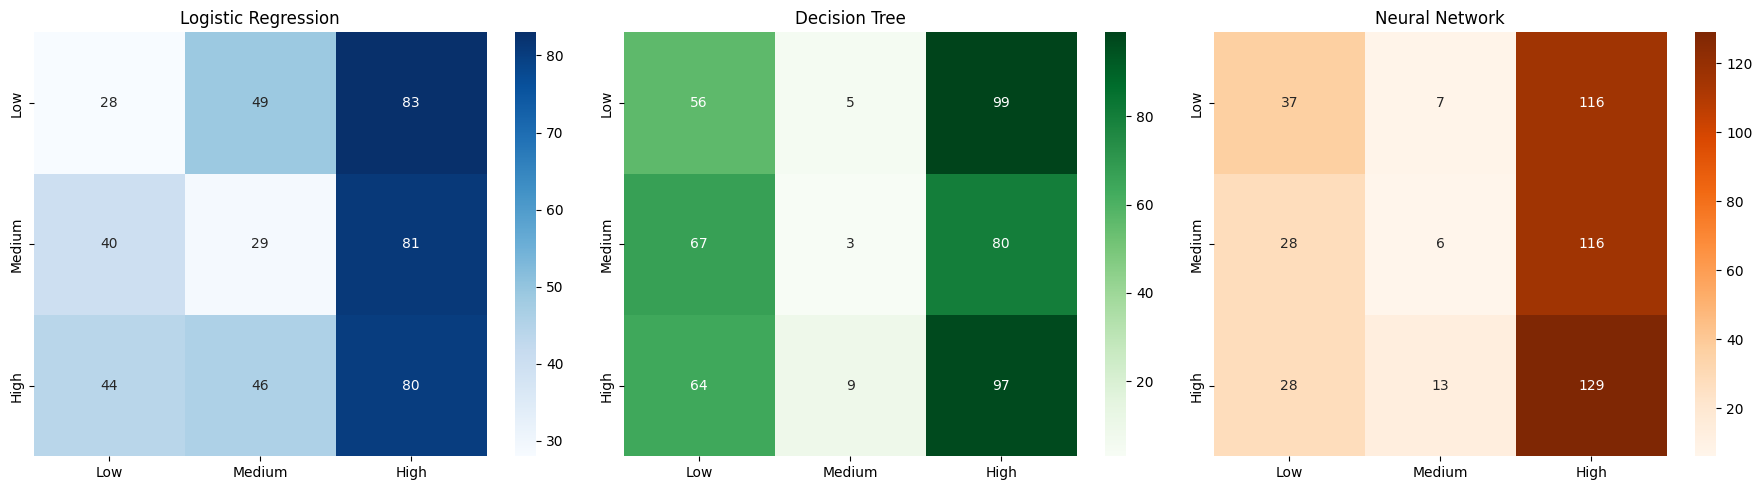 Logistic Regression
Low
Medium
High
28 49 83
40 29 81
44 46 80
Low Medium High
80
70
60
50
40
30
Decision Tree
Low
Medium
High
56 5 99
67 3 80
64 9 97
Low Medium High
80
60
40
20
Neural Network
Low
Medium
High
37 7 116
28 6 116
28 13 129
Low Medium High
120
100
80
60
40
20